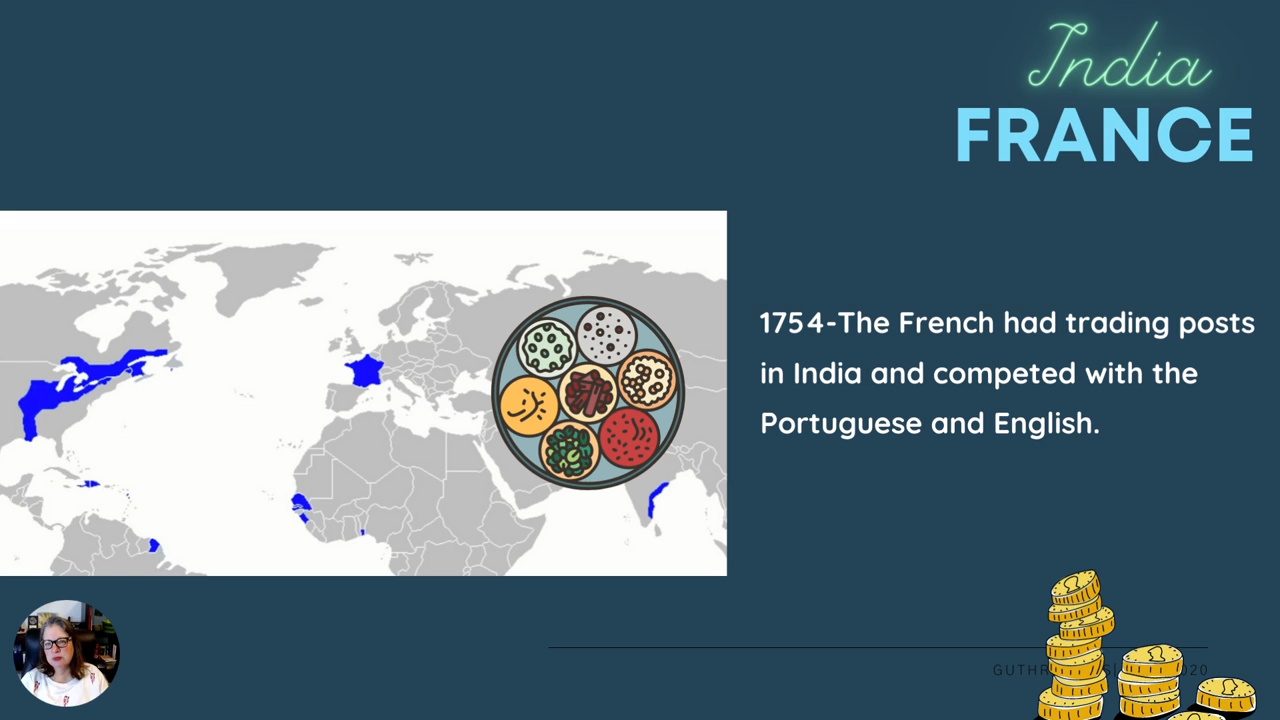 India
FRANCE
1754-The French had trading posts
in India and competed with the
Portuguese and English.